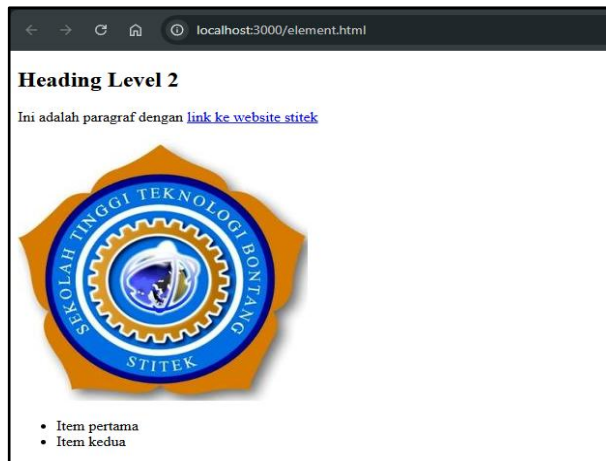 localhost:3000/element.html
Heading Level 2
Ini adalah paragraf dengan link ke website stitek
SEKOLAH TINGGI TEKNOLOGI BONTANG
STITEK
Item pertama
Item kedua